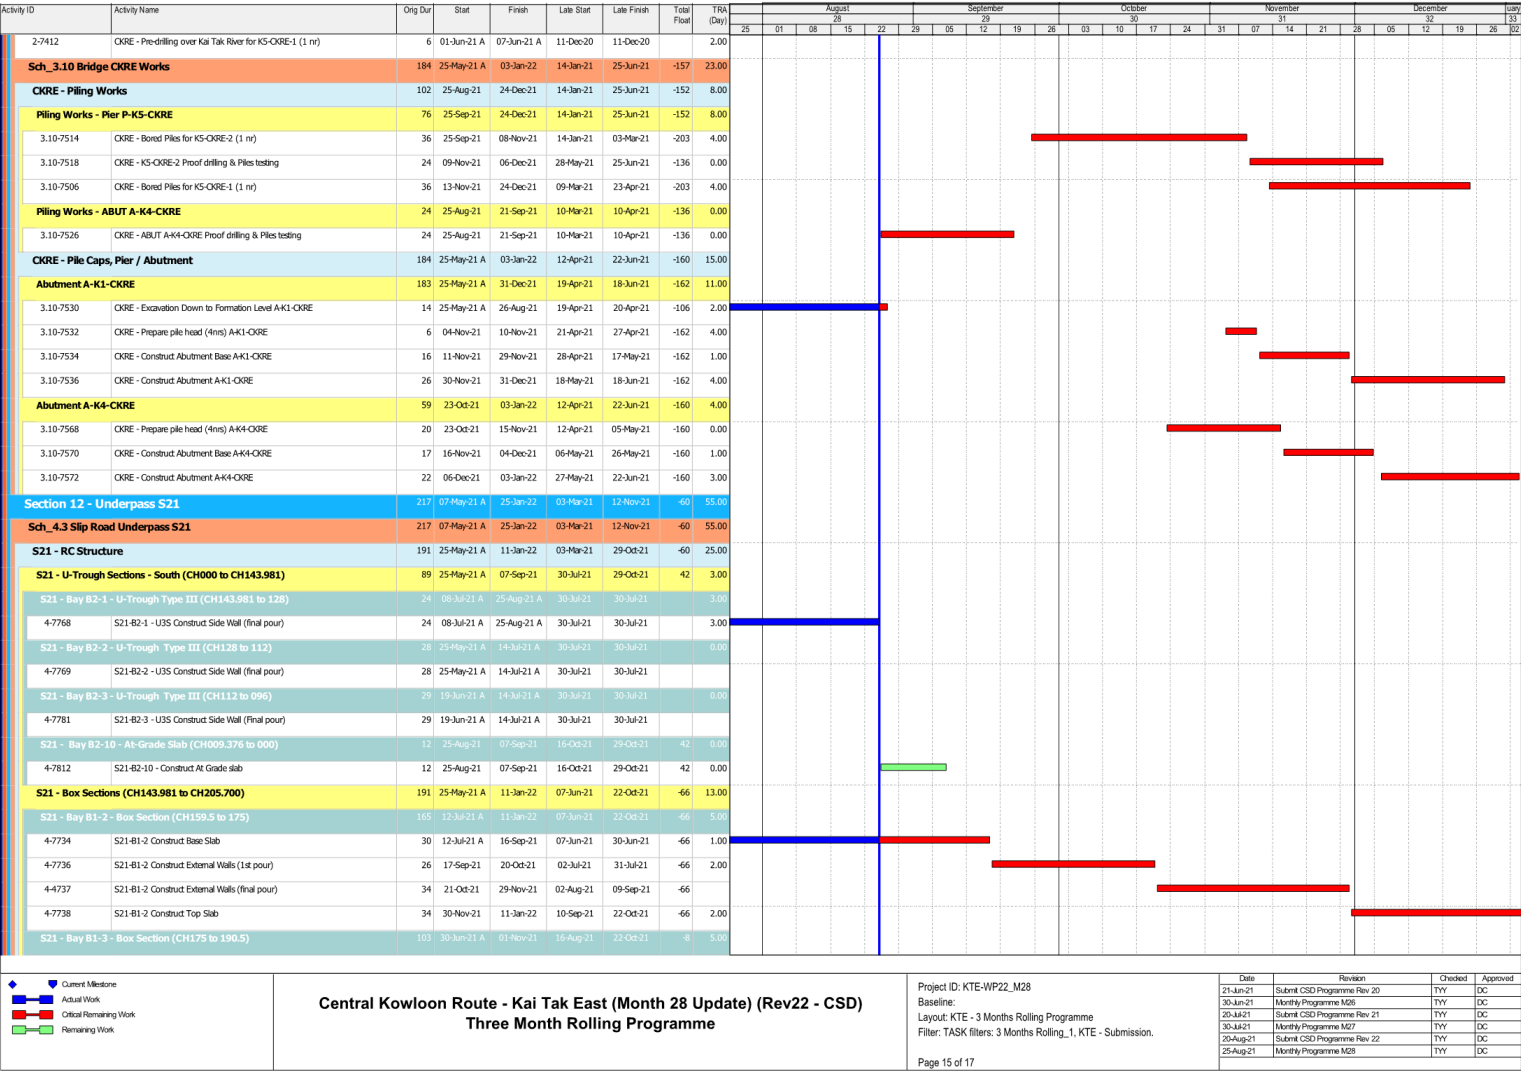 Activity ID Activity Name Orig Dur Start Finish Late Start Late Finish Total Float TRA (Day)
August September October November December uary
28 29 30 31 32 33
25 01 08 15 22 29 05 12 19 26 03 10 17 24 31 07 14 21 28 05 12 19 26 02
2-7412 CKRE - Pre-drilling over Kai Tak River for K5-CKRE-1 (1 nr) 6 01-Jun-21 A 07-Jun-21 A 11-Dec-20 11-Dec-20 2.00
Sch_3.10 Bridge CKRE Works 184 25-May-21 A 03-Jan-22 14-Jan-21 25-Jun-21 -157 23.00
CKRE - Piling Works 102 25-Aug-21 24-Dec-21 14-Jan-21 25-Jun-21 -152 8.00
Piling Works - Pier P-K5-CKRE 76 25-Sep-21 24-Dec-21 14-Jan-21 25-Jun-21 -152 8.00
3.10-7514 CKRE - Bored Piles for K5-CKRE-2 (1 nr) 36 25-Sep-21 08-Nov-21 14-Jan-21 03-Mar-21 -203 4.00
3.10-7518 CKRE - K5-CKRE-2 Proof drilling & Piles testing 24 09-Nov-21 06-Dec-21 28-May-21 25-Jun-21 -136 0.00
3.10-7506 CKRE - Bored Piles for K5-CKRE-1 (1 nr) 36 13-Nov-21 24-Dec-21 09-Mar-21 23-Apr-21 -203 4.00
Piling Works - ABUT A-K4-CKRE 24 25-Aug-21 21-Sep-21 10-Mar-21 10-Apr-21 -136 0.00
3.10-7526 CKRE - ABUT A-K4-CKRE Proof drilling & Piles testing 24 25-Aug-21 21-Sep-21 10-Mar-21 10-Apr-21 -136 0.00
CKRE - Pile Caps, Pier / Abutment 184 25-May-21 A 03-Jan-22 12-Apr-21 22-Jun-21 -160 15.00
Abutment A-K1-CKRE 183 25-May-21 A 31-Dec-21 19-Apr-21 18-Jun-21 -162 11.00
3.10-7530 CKRE - Excavation Down to Formation Level A-K1-CKRE 14 25-May-21 A 26-Aug-21 19-Apr-21 20-Apr-21 -106 2.00
3.10-7532 CKRE - Prepare pile head (4nrs) A-K1-CKRE 6 04-Nov-21 10-Nov-21 21-Apr-21 27-Apr-21 -162 4.00
3.10-7534 CKRE - Construct Abutment Base A-K1-CKRE 16 11-Nov-21 29-Nov-21 28-Apr-21 17-May-21 -162 1.00
3.10-7536 CKRE - Construct Abutment A-K1-CKRE 26 30-Nov-21 31-Dec-21 18-May-21 18-Jun-21 -162 4.00
Abutment A-K4-CKRE 59 23-Oct-21 03-Jan-22 12-Apr-21 22-Jun-21 -160 4.00
3.10-7568 CKRE - Prepare pile head (4nrs) A-K4-CKRE 20 23-Oct-21 15-Nov-21 12-Apr-21 05-May-21 -160 0.00
3.10-7570 CKRE - Construct Abutment Base A-K4-CKRE 17 16-Nov-21 04-Dec-21 06-May-21 26-May-21 -160 1.00
3.10-7572 CKRE - Construct Abutment A-K4-CKRE 22 06-Dec-21 03-Jan-22 27-May-21 22-Jun-21 -160 3.00
Section 12 - Underpass S21 217 07-May-21 A 25-Jan-22 03-Mar-21 12-Nov-21 -60 55.00
Sch_4.3 Slip Road Underpass S21 217 07-May-21 A 25-Jan-22 03-Mar-21 12-Nov-21 -60 55.00
S21 - RC Structure 191 25-May-21 A 11-Jan-22 03-Mar-21 29-Oct-21 -60 25.00
S21 - U-Trough Sections - South (CH000 to CH143.981) 89 25-May-21 A 07-Sep-21 30-Jul-21 29-Oct-21 42 3.00
S21 - Bay B2-1 - U-Trough Type III (CH143.981 to 128) 24 08-Jul-21 A 25-Aug-21 A 30-Jul-21 30-Jul-21 3.00
4-7768 S21-B2-1 - U3S Construct Side Wall (final pour) 24 08-Jul-21 A 25-Aug-21 A 30-Jul-21 30-Jul-21 3.00
S21 - Bay B2-2 - U-Trough Type III (CH128 to 112) 28 25-May-21 A 14-Jul-21 A 30-Jul-21 30-Jul-21 0.00
4-7769 S21-B2-2 - U3S Construct Side Wall (final pour) 28 25-May-21 A 14-Jul-21 A 30-Jul-21 30-Jul-21
S21 - Bay B2-3 - U-Trough Type III (CH112 to 096) 29 19-Jun-21 A 14-Jul-21 A 30-Jul-21 30-Jul-21 0.00
4-7781 S21-B2-3 - U3S Construct Side Wall (Final pour) 29 19-Jun-21 A 14-Jul-21 A 30-Jul-21 30-Jul-21
S21 - Bay B2-10 - At-Grade Slab (CH009.376 to 000) 12 25-Aug-21 07-Sep-21 16-Oct-21 29-Oct-21 42 0.00
4-7812 S21-B2-10 - Construct At Grade slab 12 25-Aug-21 07-Sep-21 16-Oct-21 29-Oct-21 42 0.00
S21 - Box Sections (CH143.981 to CH205.700) 191 25-May-21 A 11-Jan-22 07-Jun-21 22-Oct-21 -66 13.00
S21 - Bay B1-2 - Box Section (CH159.5 to 175) 165 12-Jul-21 A 11-Jan-22 07-Jun-21 22-Oct-21 -66 5.00
4-7734 S21-B1-2 Construct Base Slab 30 12-Jul-21 A 16-Sep-21 07-Jun-21 30-Jun-21 -66 1.00
4-7736 S21-B1-2 Construct External Walls (1st pour) 26 17-Sep-21 20-Oct-21 02-Jul-21 31-Jul-21 -66 2.00
4-4737 S21-B1-2 Construct External Walls (final pour) 34 21-Oct-21 29-Nov-21 02-Aug-21 09-Sep-21 -66
4-7738 S21-B1-2 Construct Top Slab 34 30-Nov-21 11-Jan-22 10-Sep-21 22-Oct-21 -66 2.00
S21 - Bay B1-3 - Box Section (CH175 to 190.5) 103 30-Jun-21 A 01-Nov-21 16-Aug-21 22-Oct-21 -8 5.00
Current Milestone
Actual Work
Critical Remaining Work
Remaining Work
Central Kowloon Route - Kai Tak East (Month 28 Update) (Rev22 - CSD)
Three Month Rolling Programme
Project ID: KTE-WP22_M28
Baseline:
Layout: KTE - 3 Months Rolling Programme
Filter: TASK filters: 3 Months Rolling_1, KTE - Submission.
Page 15 of 17
Date Revision Checked Approved
21-Jun-21 Submit CSD Programme Rev 20 TYY DC
30-Jun-21 Monthly Programme M26 TYY DC
20-Jul-21 Submit CSD Programme Rev 21 TYY DC
30-Jul-21 Monthly Programme M27 TYY DC
20-Aug-21 Submit CSD Programme Rev 22 TYY DC
25-Aug-21 Monthly Programme M28 TYY DC